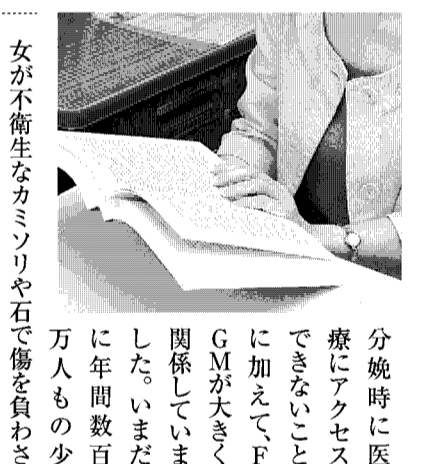 分娩時に医
療にアクセス
できないこと
に加えて、F
GMが大きく
関係していま
した。いまだ
に年間数百
万人もの少
女が不衛生なカミソリや石で傷を負わさ